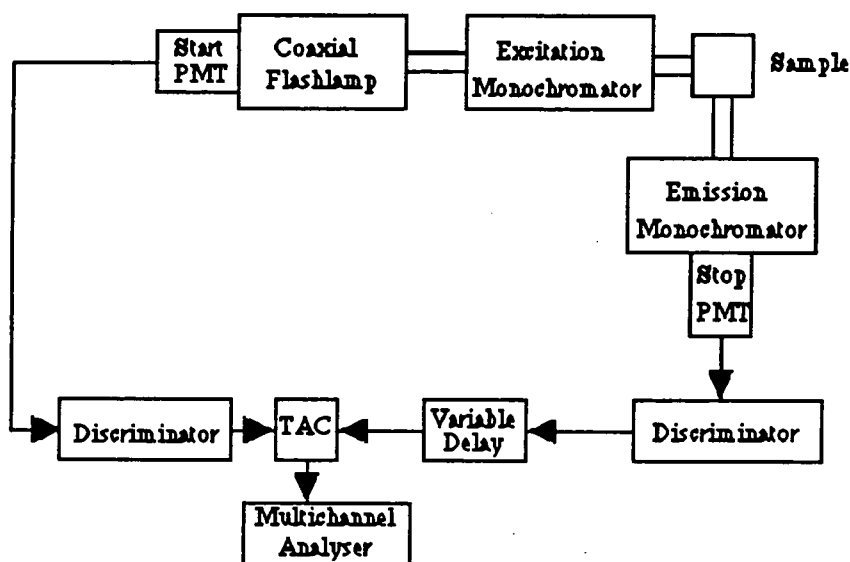 Start
PMT
Coaxial
Flashlamp
Excitation
Monochromator
Sample
Emission
Monochromator
Stop
PMT
Discriminator
TAC
Variable
Delay
Discriminator
Multichannel
Analyser